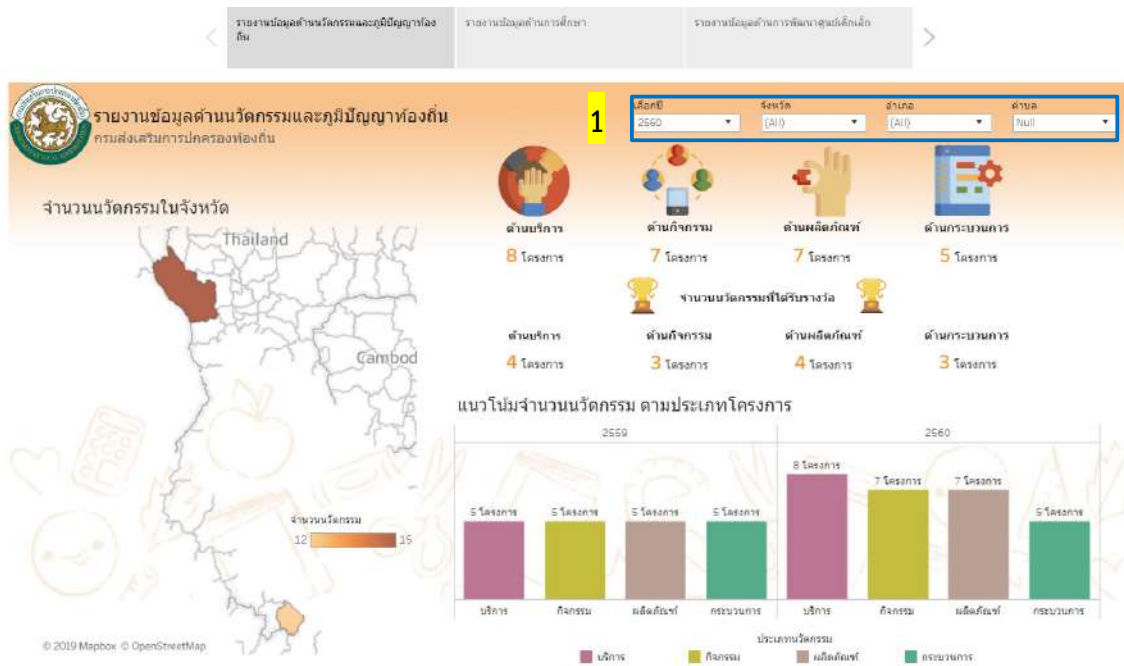 รายงานข้อมูลด้านนวัตกรรมและภูมิปัญญาท้อง
ถิ่น
รายงานข้อมูลด้านการศึกษา
รายงานข้อมูลด้านการพัฒนาศูนย์เด็กเล็ก
รายงานข้อมูลด้านนวัตกรรมและภูมิปัญญาท้องถิ่น
กรมส่งเสริมการปกครองท้องถิ่น
1
เลือกปี
จังหวัด
อำเภอ
ตำบล
2560
(All)
(All)
Null
จำนวนนวัตกรรมในจังหวัด
Thailand
Cambod
ด้านบริการ
ด้านกิจกรรม
ด้านผลิตภัณฑ์
ด้านกระบวนการ
8 โครงการ
7 โครงการ
7 โครงการ
5 โครงการ
จำนวนนวัตกรรมที่ได้รับรางวัล
ด้านบริการ
ด้านกิจกรรม
ด้านผลิตภัณฑ์
ด้านกระบวนการ
4 โครงการ
3 โครงการ
4 โครงการ
3 โครงการ
แนวโน้มจำนวนนวัตกรรม ตามประเภทโครงการ
2559
2560
5 โครงการ
5 โครงการ
5 โครงการ
5 โครงการ
8 โครงการ
7 โครงการ
7 โครงการ
5 โครงการ
บริการ
กิจกรรม
ผลิตภัณฑ์
กระบวนการ
บริการ
กิจกรรม
ผลิตภัณฑ์
กระบวนการ
จำนวนนวัตกรรม
12
15
© 2019 Mapbox © OpenStreetMap
ประเภทนวัตกรรม
บริการ
กิจกรรม
ผลิตภัณฑ์
กระบวนการ